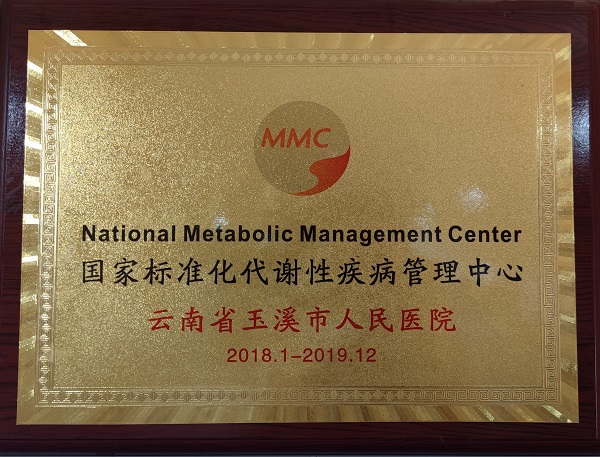 MMC
National Metabolic Management Center
国家标准化代谢性疾病管理中心
云南省玉溪市人民医院
2018.1-2019.12